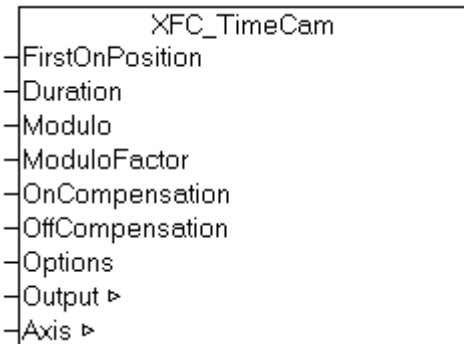 XFC_TimeCam
FirstOnPosition
Duration
Modulo
ModuloFactor
OnCompensation
OffCompensation
Options
Output ▹
Axis ▹